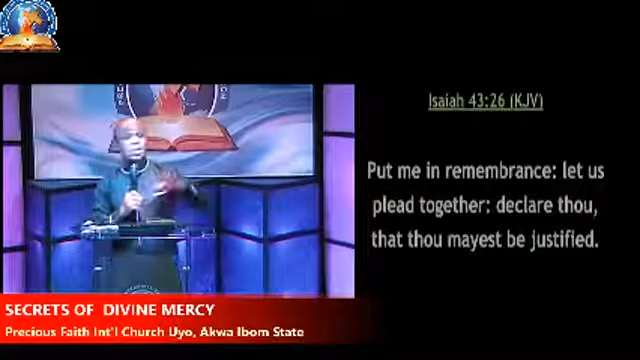 Isaiah 43:26 (KJV)
Put me in remembrance: let us
plead together: declare thou,
that thou mayest be justified.
SECRETS OF DIVINE MERCY
Precious Faith Int'l Church Uyo, Akwa Ibom State